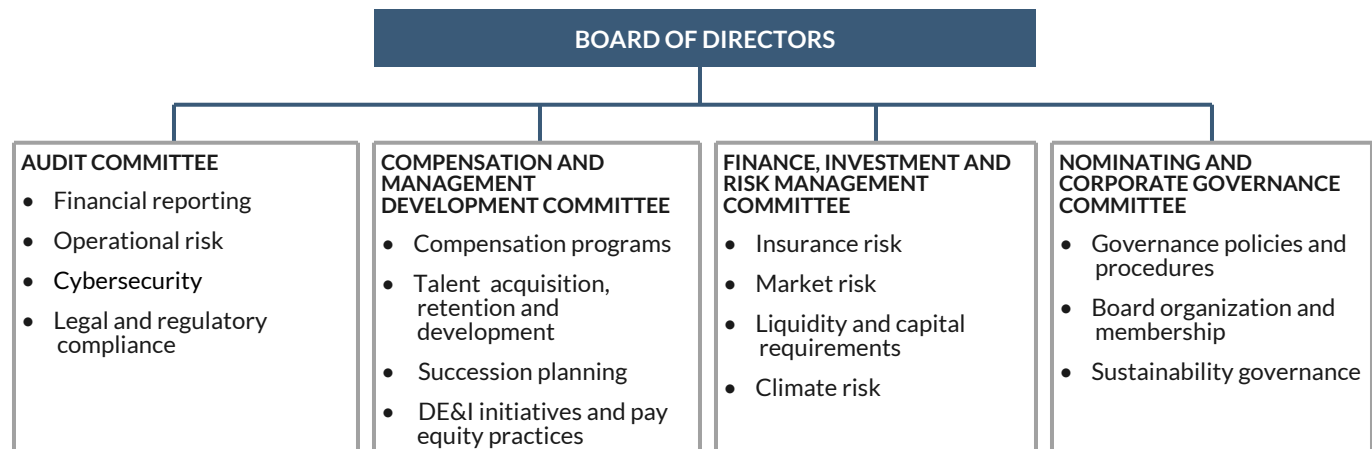 BOARD OF DIRECTORS
AUDIT COMMITTEE
• Financial reporting
• Operational risk
• Cybersecurity
• Legal and regulatory
compliance
COMPENSATION AND
MANAGEMENT
DEVELOPMENT COMMITTEE
• Compensation programs
• Talent acquisition,
retention and
development
• Succession planning
• DE&I initiatives and pay
equity practices
FINANCE, INVESTMENT AND
RISK MANAGEMENT
COMMITTEE
• Insurance risk
• Market risk
• Liquidity and capital
requirements
• Climate risk
NOMINATING AND
CORPORATE GOVERNANCE
COMMITTEE
• Governance policies and
procedures
• Board organization and
membership
• Sustainability governance